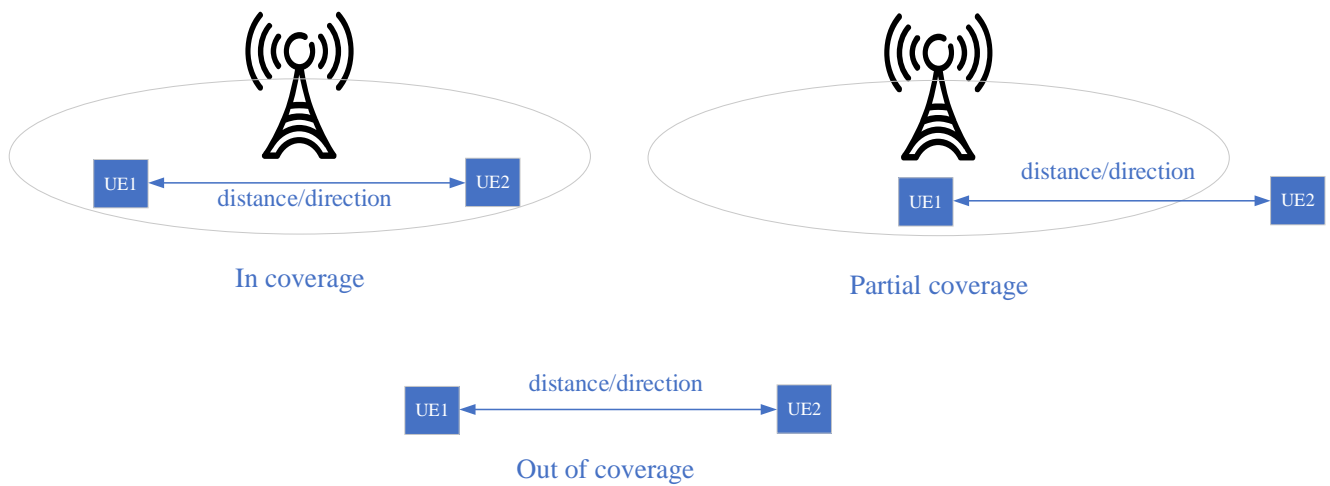 UE1
UE2
distance/direction
In coverage
distance/direction
UE1
UE2
Partial coverage
distance/direction
UE1
UE2
Out of coverage